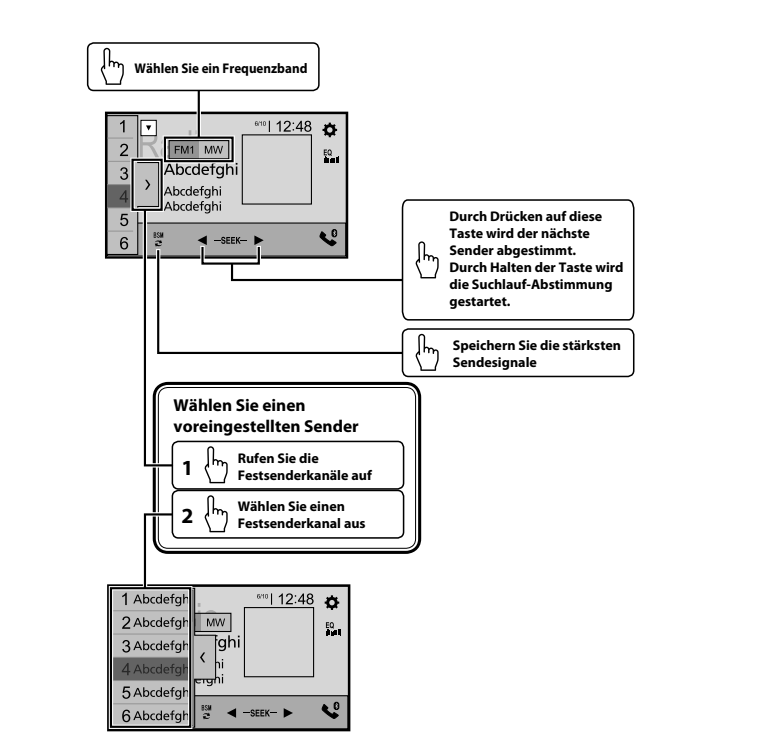 Wählen Sie ein Frequenzband
1
2
3
4
5
6
6/10 | 12:48
FM1 MW
EQ
Abcdefghi
Abcdefghi
Abcdefghi
BSM
SEEK
Durch Drücken auf diese
Taste wird der nächste
Sender abgestimmt.
Durch Halten der Taste wird
die Suchlauf-Abstimmung
gestartet.
Speichern Sie die stärksten
Sendesignale
Wählen Sie einen
voreingestellten Sender
1 Rufen Sie die
Festsenderkanäle auf
2 Wählen Sie einen
Festsenderkanal aus
1 Abcdefgh
2 Abcdefgh
3 Abcdefgh
4 Abcdefgh
5 Abcdefgh
6 Abcdefgh
6/10 | 12:48
MW
EQ
fghi
hi
efghi
BSM
SEEK